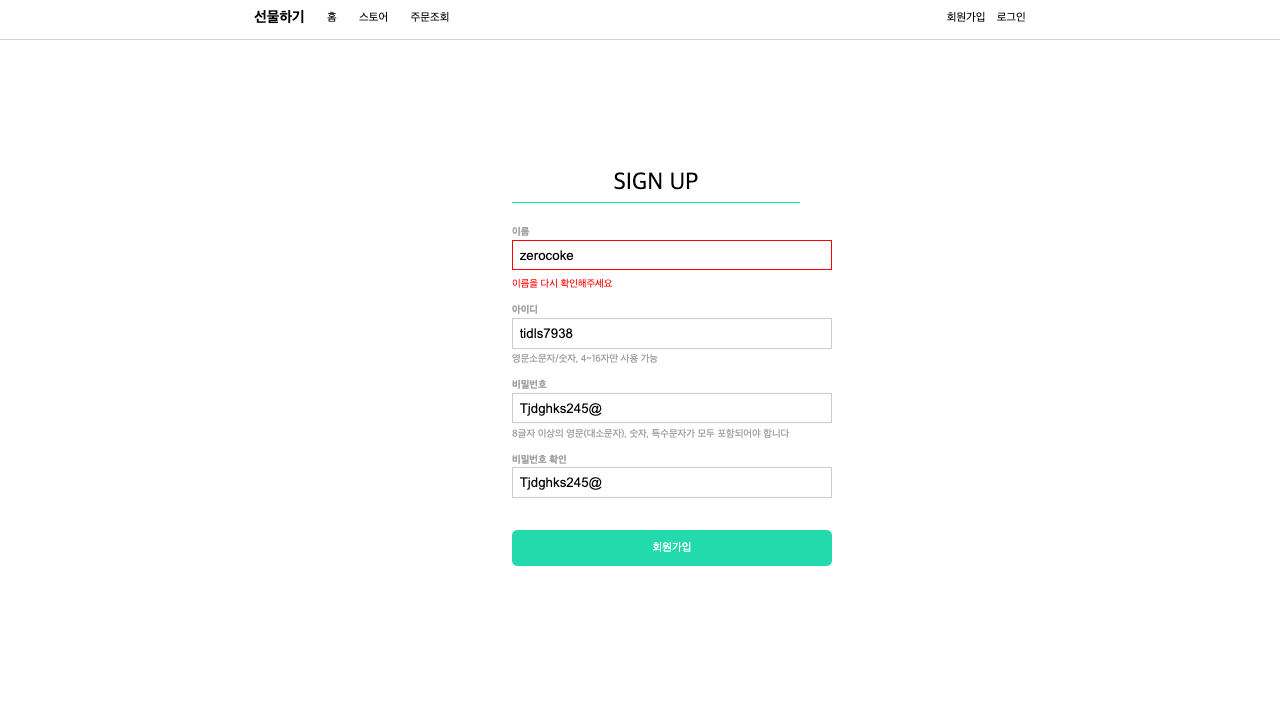 선물하기 홈 스토어 주문조회 회원가입 로그인
SIGN UP
이름
zerocoke
이름을 다시 확인해주세요
아이디
tidls7938
영문소문자/숫자, 4~16자만 사용 가능
비밀번호
Tjdghks245@
8글자 이상의 영문(대소문자), 숫자, 특수문자가 모두 포함되어야 합니다
비밀번호 확인
Tjdghks245@
회원가입